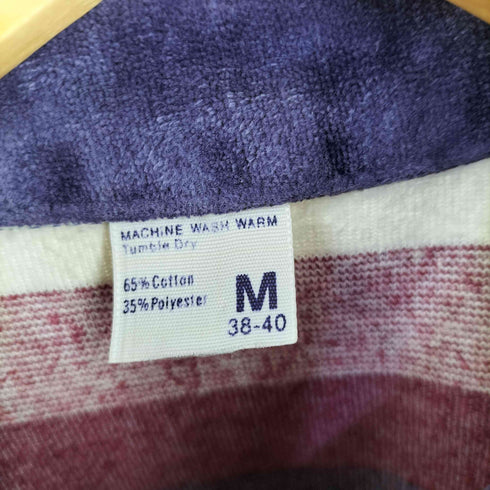 MACHINE WASH WARM
Tumble Dry
65% Cotton
35% Polyester
M
38-40